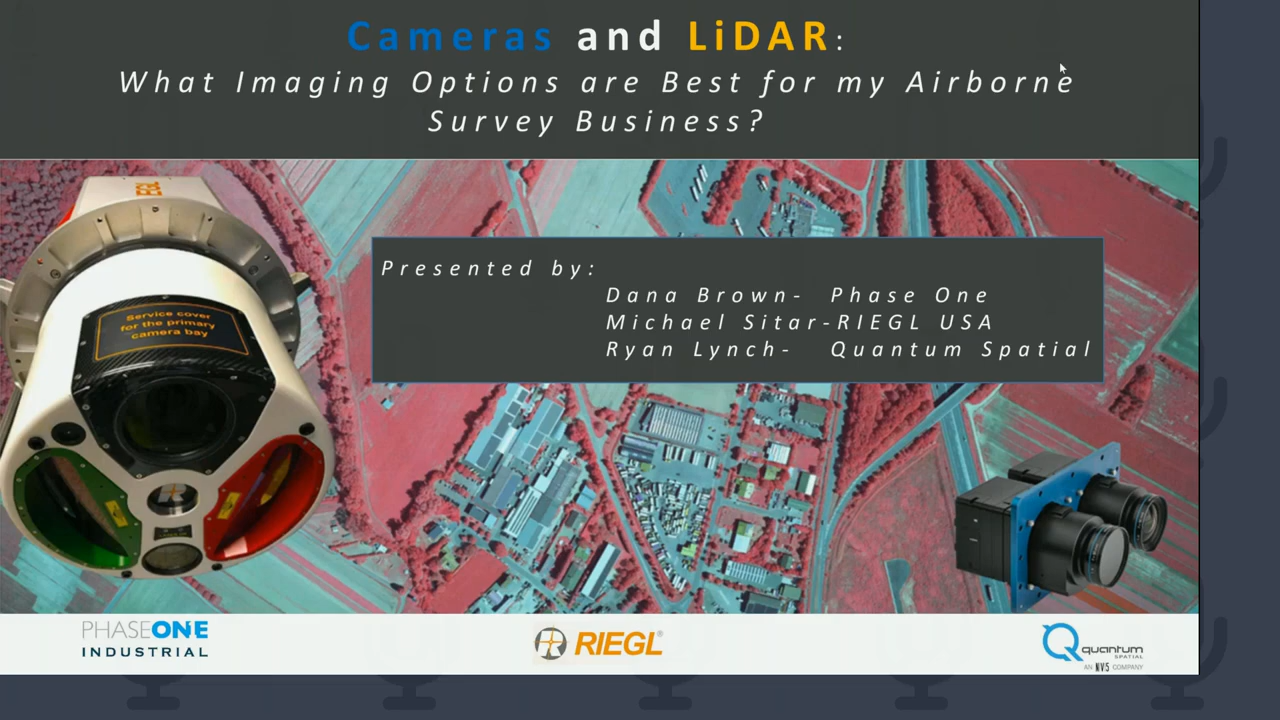 Cameras and LiDAR:
What Imaging Options are Best for my Airborne
Survey Business?
Presented by:
Dana Brown- Phase One
Michael Sitar-RIEGL USA
Ryan Lynch- Quantum Spatial
Service cover
for the primary
camera bay
PHASEONE
INDUSTRIAL
RIEGL®
quantum
SPATIAL
AN NV5 COMPANY